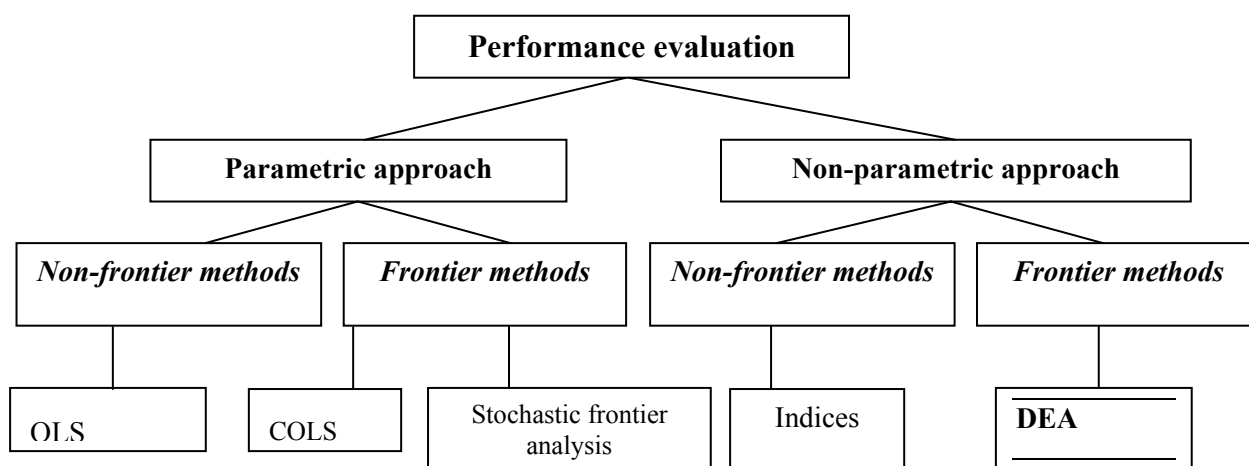 Performance evaluation
Parametric approach
Non-parametric approach
Non-frontier methods
Frontier methods
Non-frontier methods
Frontier methods
OLS
COLS
Stochastic frontier
analysis
Indices
DEA